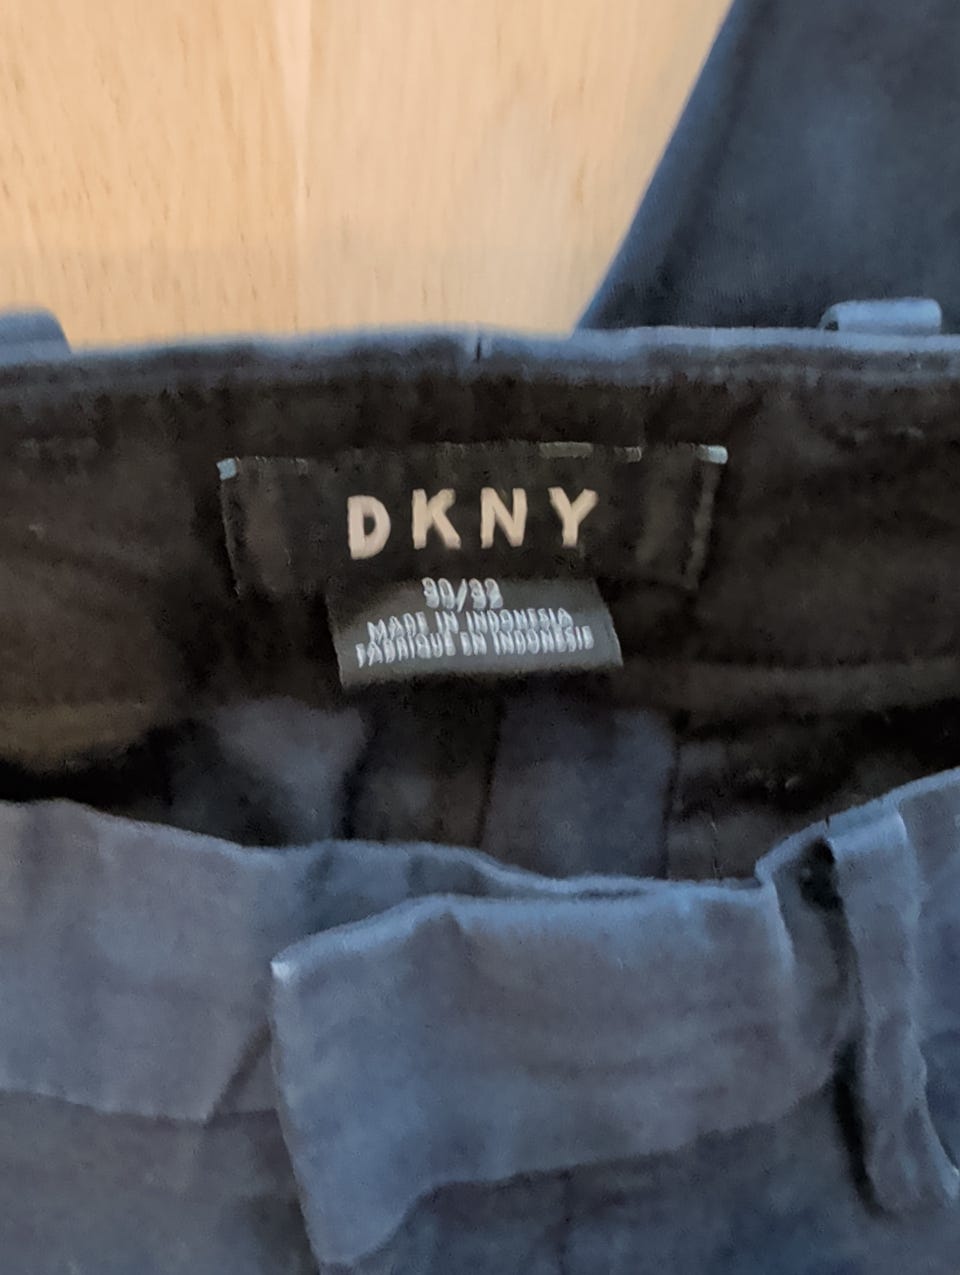 DKNY
30/32
MADE IN INDONESIA
FABRIQUE EN INDONESIE